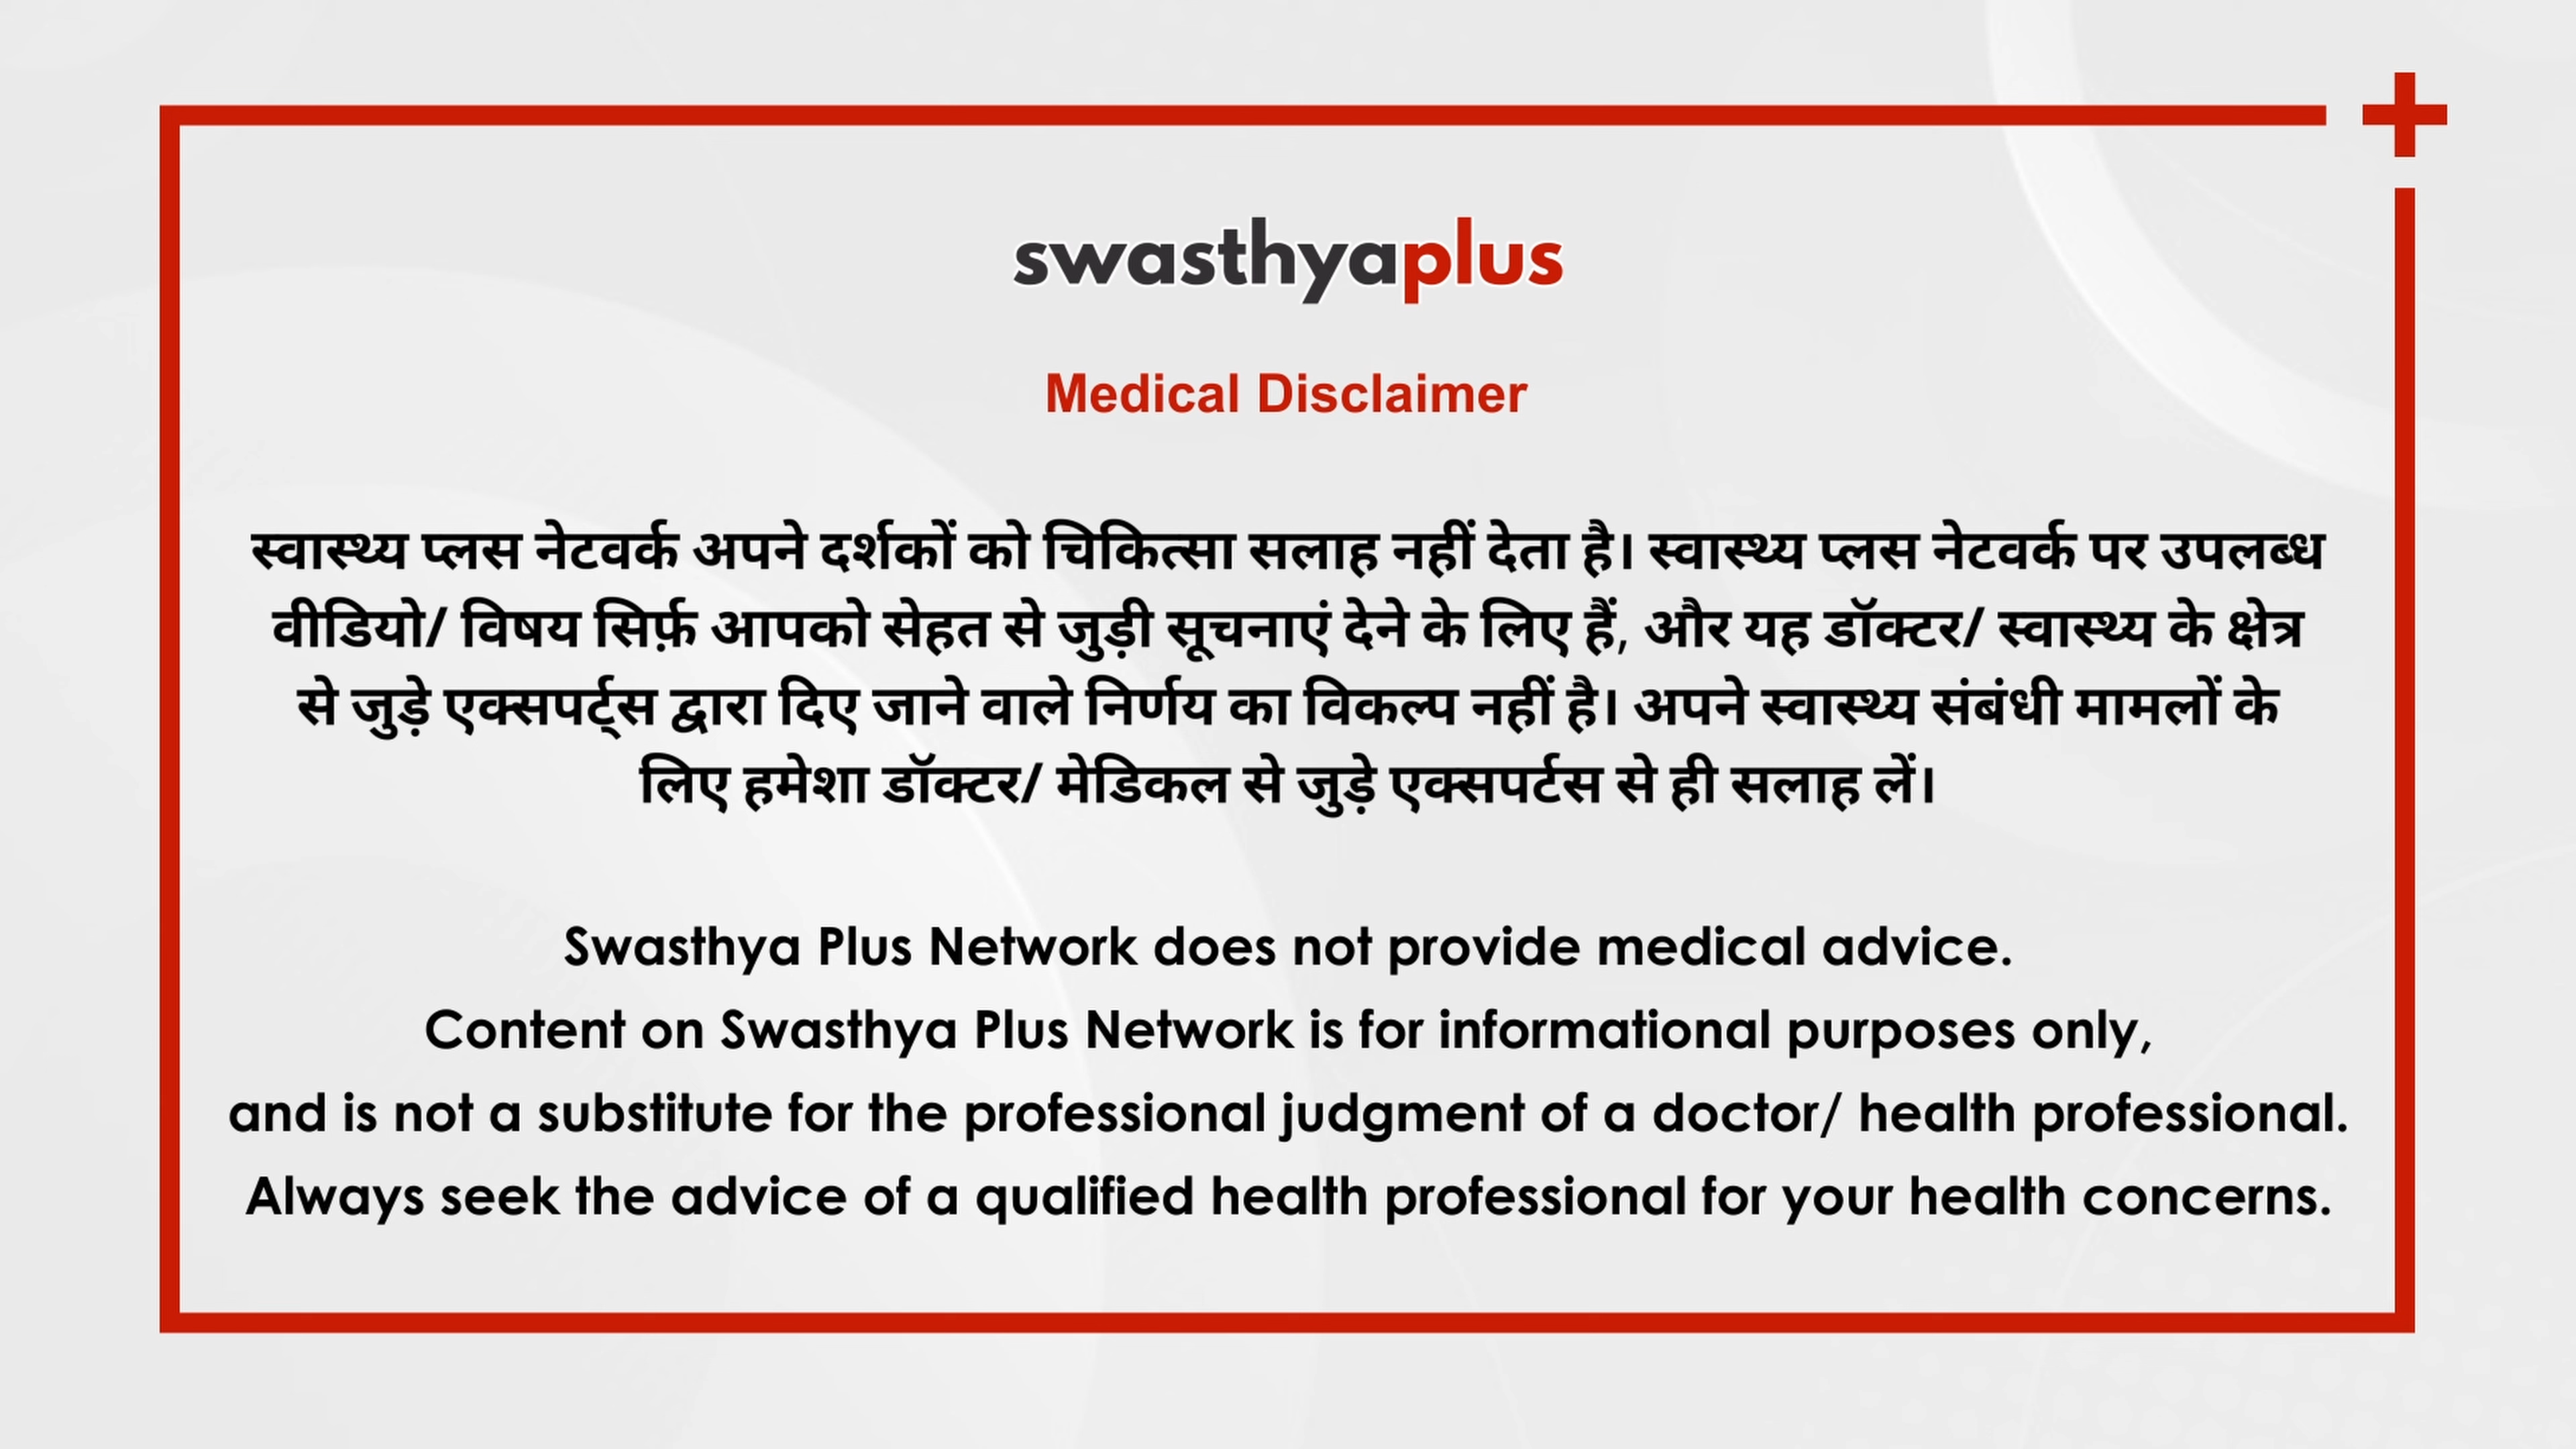 swasthyaplus
Medical Disclaimer
स्वास्थ्य प्लस नेटवर्क अपने दर्शकों को चिकित्सा सलाह नहीं देता है। स्वास्थ्य प्लस नेटवर्क पर उपलब्ध
वीडियो/ विषय सिर्फ़ आपको सेहत से जुड़ी सूचनाएं देने के लिए हैं, और यह डॉक्टर/ स्वास्थ्य के क्षेत्र
से जुड़े एक्सपर्ट्स द्वारा दिए जाने वाले निर्णय का विकल्प नहीं है। अपने स्वास्थ्य संबंधी मामलों के
लिए हमेशा डॉक्टर/ मेडिकल से जुड़े एक्सपर्टस से ही सलाह लें।
Swasthya Plus Network does not provide medical advice.
Content on Swasthya Plus Network is for informational purposes only,
and is not a substitute for the professional judgment of a doctor/ health professional.
Always seek the advice of a qualified health professional for your health concerns.